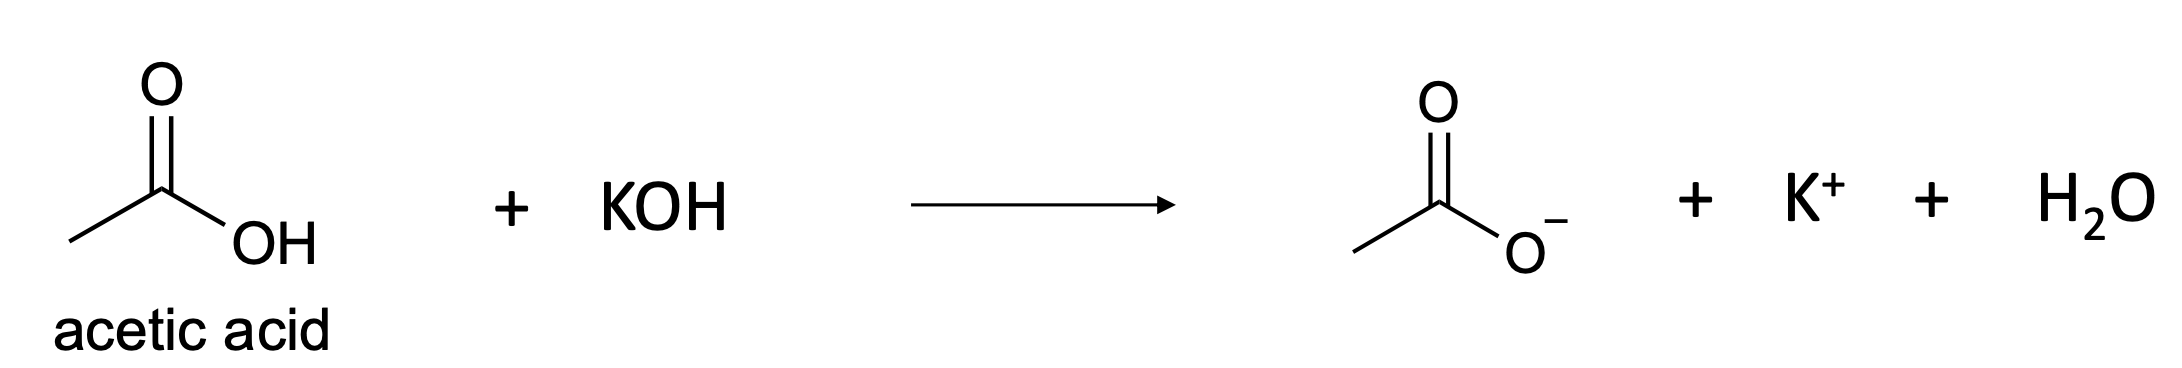 O O
OH + KOH O⁻ + K⁺ + H₂O
acetic acid